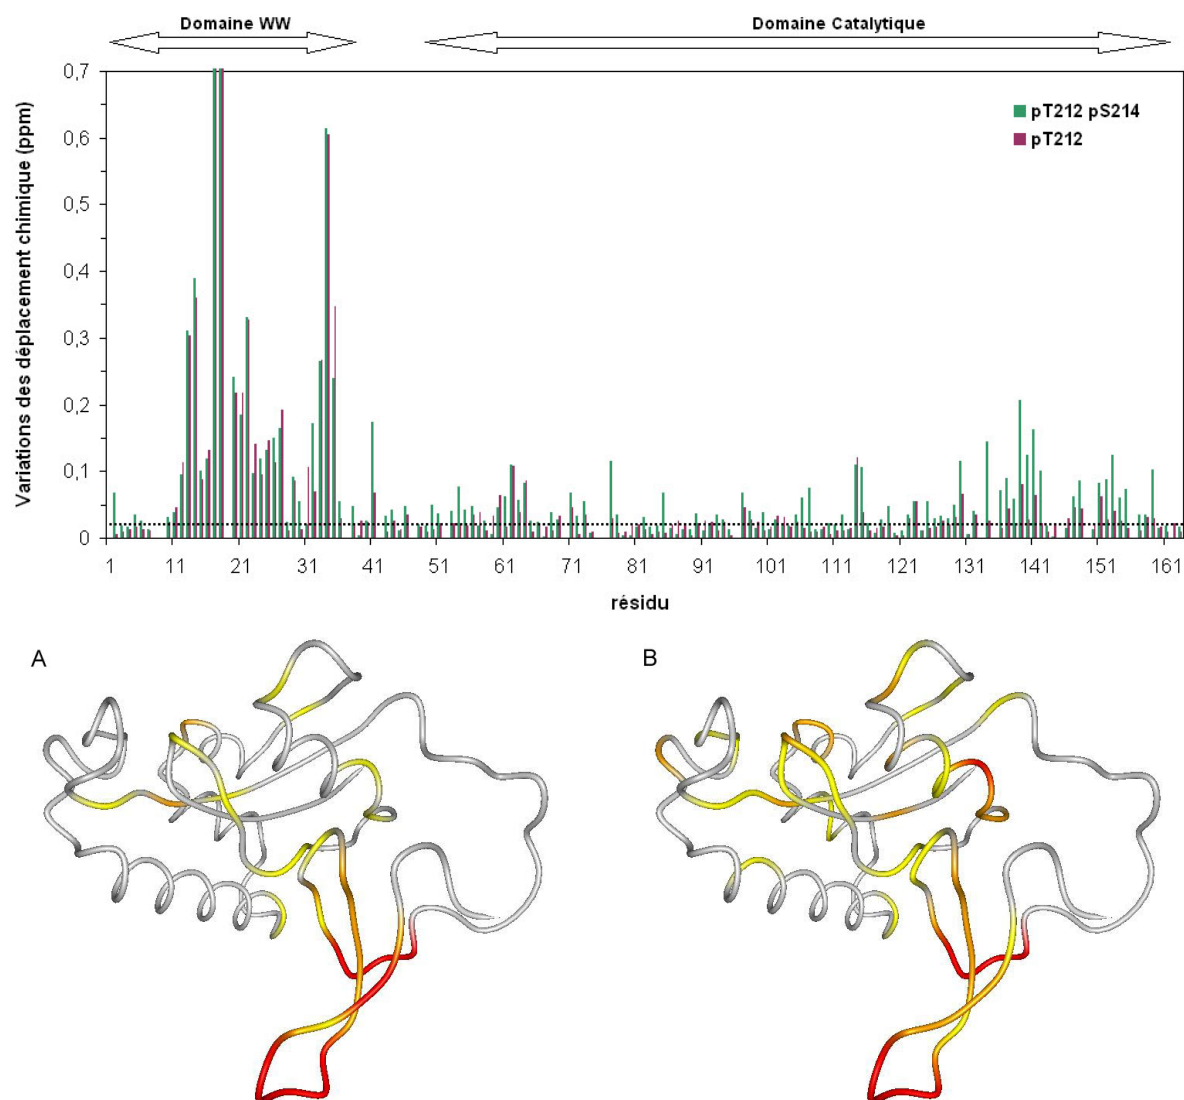 Domaine WW Domaine Catalytique
Variations des déplacement chimique (ppm)
0,7
0,6
0,5
0,4
0,3
0,2
0,1
0
pT212 pS214
pT212
1 11 21 31 41 51 61 71 81 91 101 111 121 131 141 151 161
résidu
A B